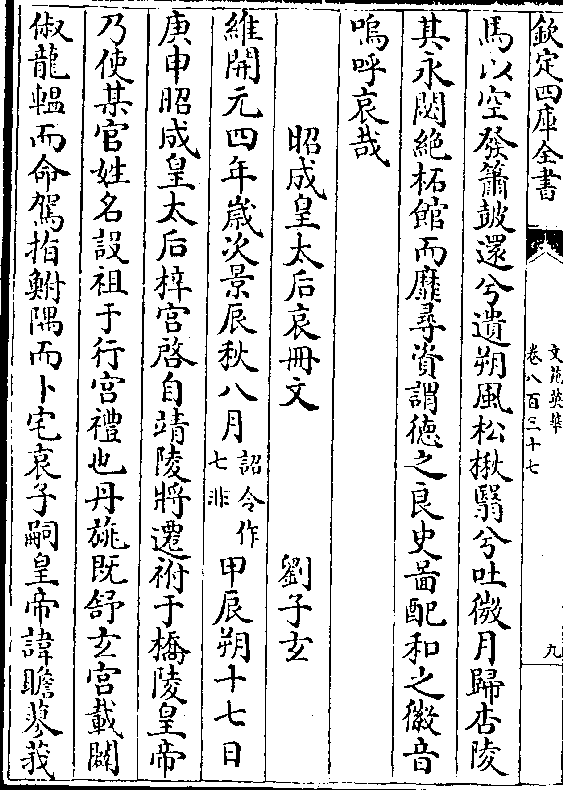 欽定四庫全書
文苑英華
卷八百三十七
九
馬以空發簫鼓還兮遺朔風松楸翳兮吐微月歸杏陵
其永閟絶柘館而靡尋資謂德之良史啚配和之徽音
嗚呼哀哉
昭成皇太后哀冊文 劉子玄
維開元四年嵗次景辰秋八月詔令作七非甲辰朔十七日
庚申昭成皇太后梓宫啓自靖陵將遷祔于橋陵皇帝
乃使某官姓名設祖于行宫禮也丹旐既舒玄宫載闢
俶龍輼而命駕指鮒隅而卜宅哀子嗣皇帝諱瞻蓼莪